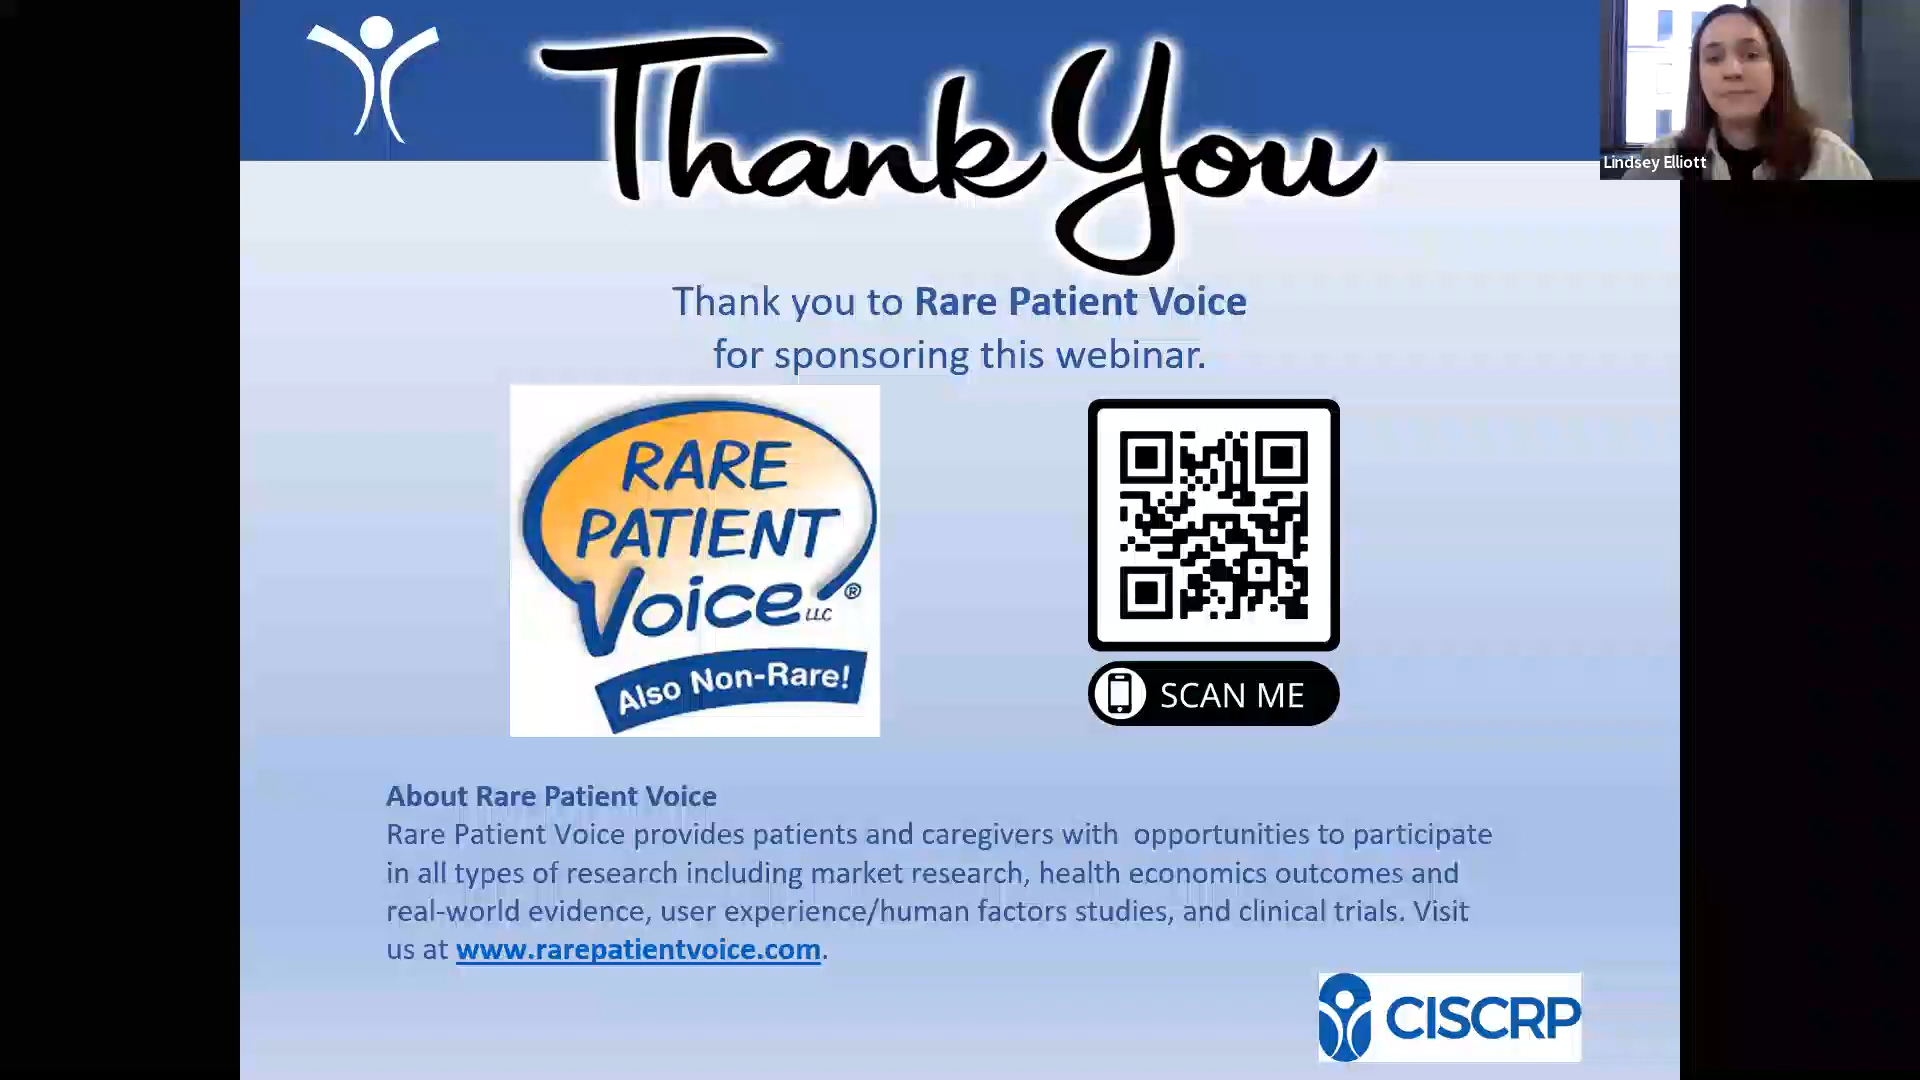 Thank You
Lindsey Elliott
Thank you to Rare Patient Voice
for sponsoring this webinar.
RARE
PATIENT
Voice LLC ®
Also Non-Rare!
SCAN ME
About Rare Patient Voice
Rare Patient Voice provides patients and caregivers with opportunities to participate
in all types of research including market research, health economics outcomes and
real-world evidence, user experience/human factors studies, and clinical trials. Visit
us at www.rarepatientvoice.com.
CISCRP